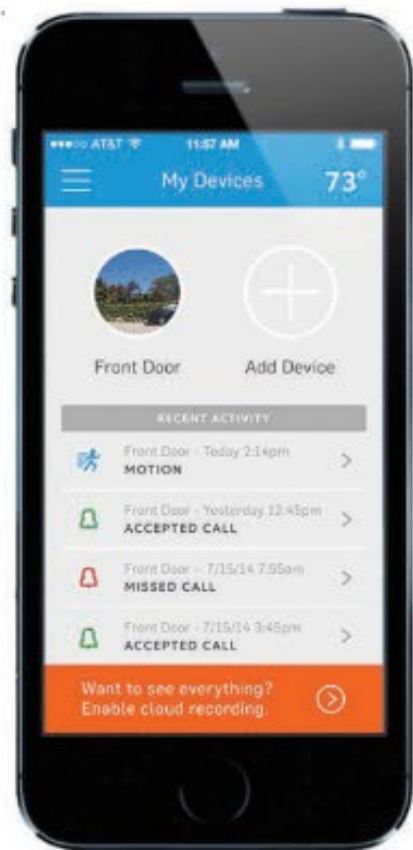 AT&T 11:57 AM
My Devices 73°
Front Door Add Device
RECENT ACTIVITY
Front Door - Today 2:14pm
MOTION
Front Door - Yesterday 12:45pm
ACCEPTED CALL
Front Door - 7/15/14 7:55am
MISSED CALL
Front Door - 7/15/14 3:45pm
ACCEPTED CALL
Want to see everything?
Enable cloud recording.